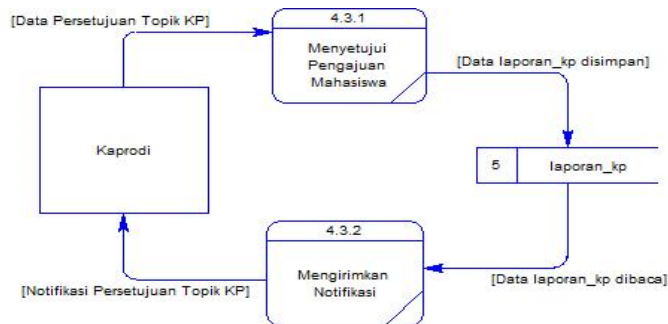 [Data Persetujuan Topik KP]
4.3.1
Menyetujui
Pengajuan
Mahasiswa
[Data laporan_kp disimpan]
Kaprodi
5
laporan_kp
4.3.2
Mengirimkan
Notifikasi
[Notifikasi Persetujuan Topik KP]
[Data laporan_kp dibaca]